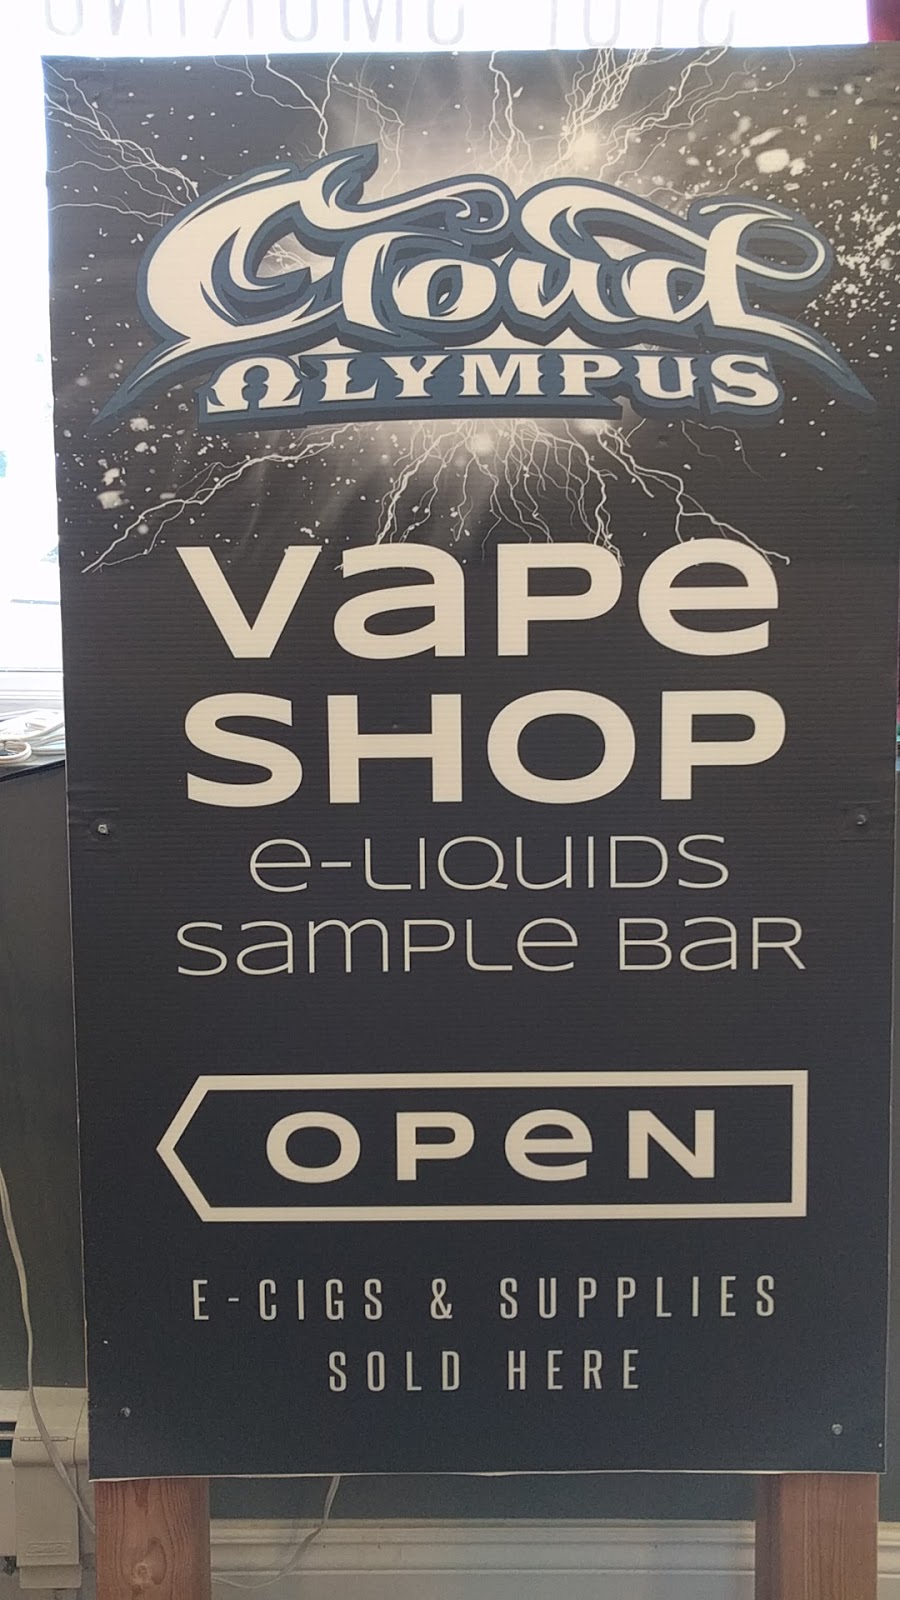 Cloud
ΩLYMPUS
vape
SHOP
e-LIQUIDS
sample Bar
OPeN
E-CIGS & SUPPLIES
SOLD HERE